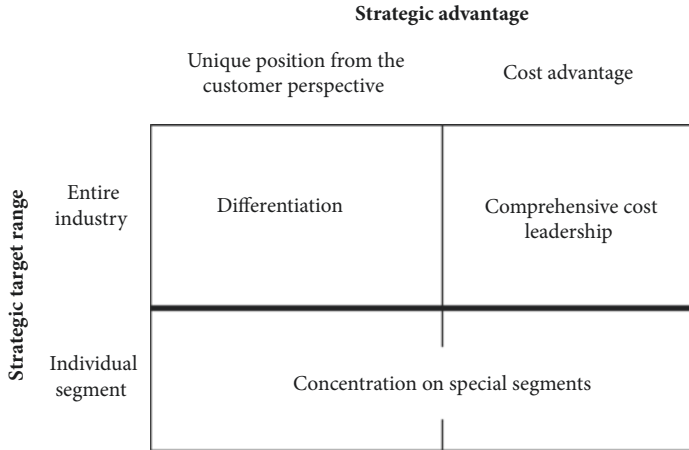 Strategic advantage
Unique position from the
customer perspective
Cost advantage
Strategic target range
Entire
industry
Differentiation
Comprehensive cost
leadership
Individual
segment
Concentration on special segments